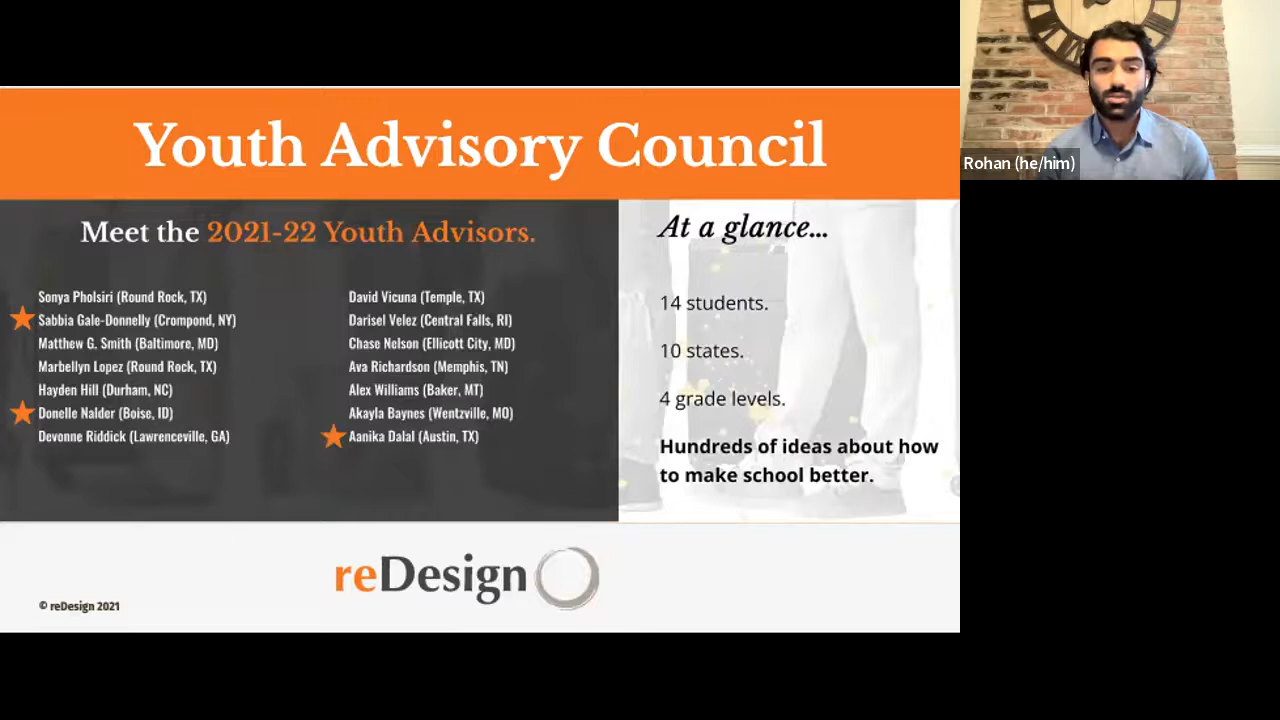 Youth Advisory Council
Meet the 2021-22 Youth Advisors.
Sonya Pholsiri (Round Rock, TX)
Sabbia Gale-Donnelly (Crompond, NY)
Matthew G. Smith (Baltimore, MD)
Marbellyn Lopez (Round Rock, TX)
Hayden Hill (Durham, NC)
Donelle Nalder (Boise, ID)
Devonne Riddick (Lawrenceville, GA)
David Vicuna (Temple, TX)
Darisel Velez (Central Falls, RI)
Chase Nelson (Ellicott City, MD)
Ava Richardson (Memphis, TN)
Alex Williams (Baker, MT)
Akayla Baynes (Wentzville, MO)
Aanika Dalal (Austin, TX)
At a glance...
14 students.
10 states.
4 grade levels.
Hundreds of ideas about how
to make school better.
reDesign
© reDesign 2021
Rohan (he/him)